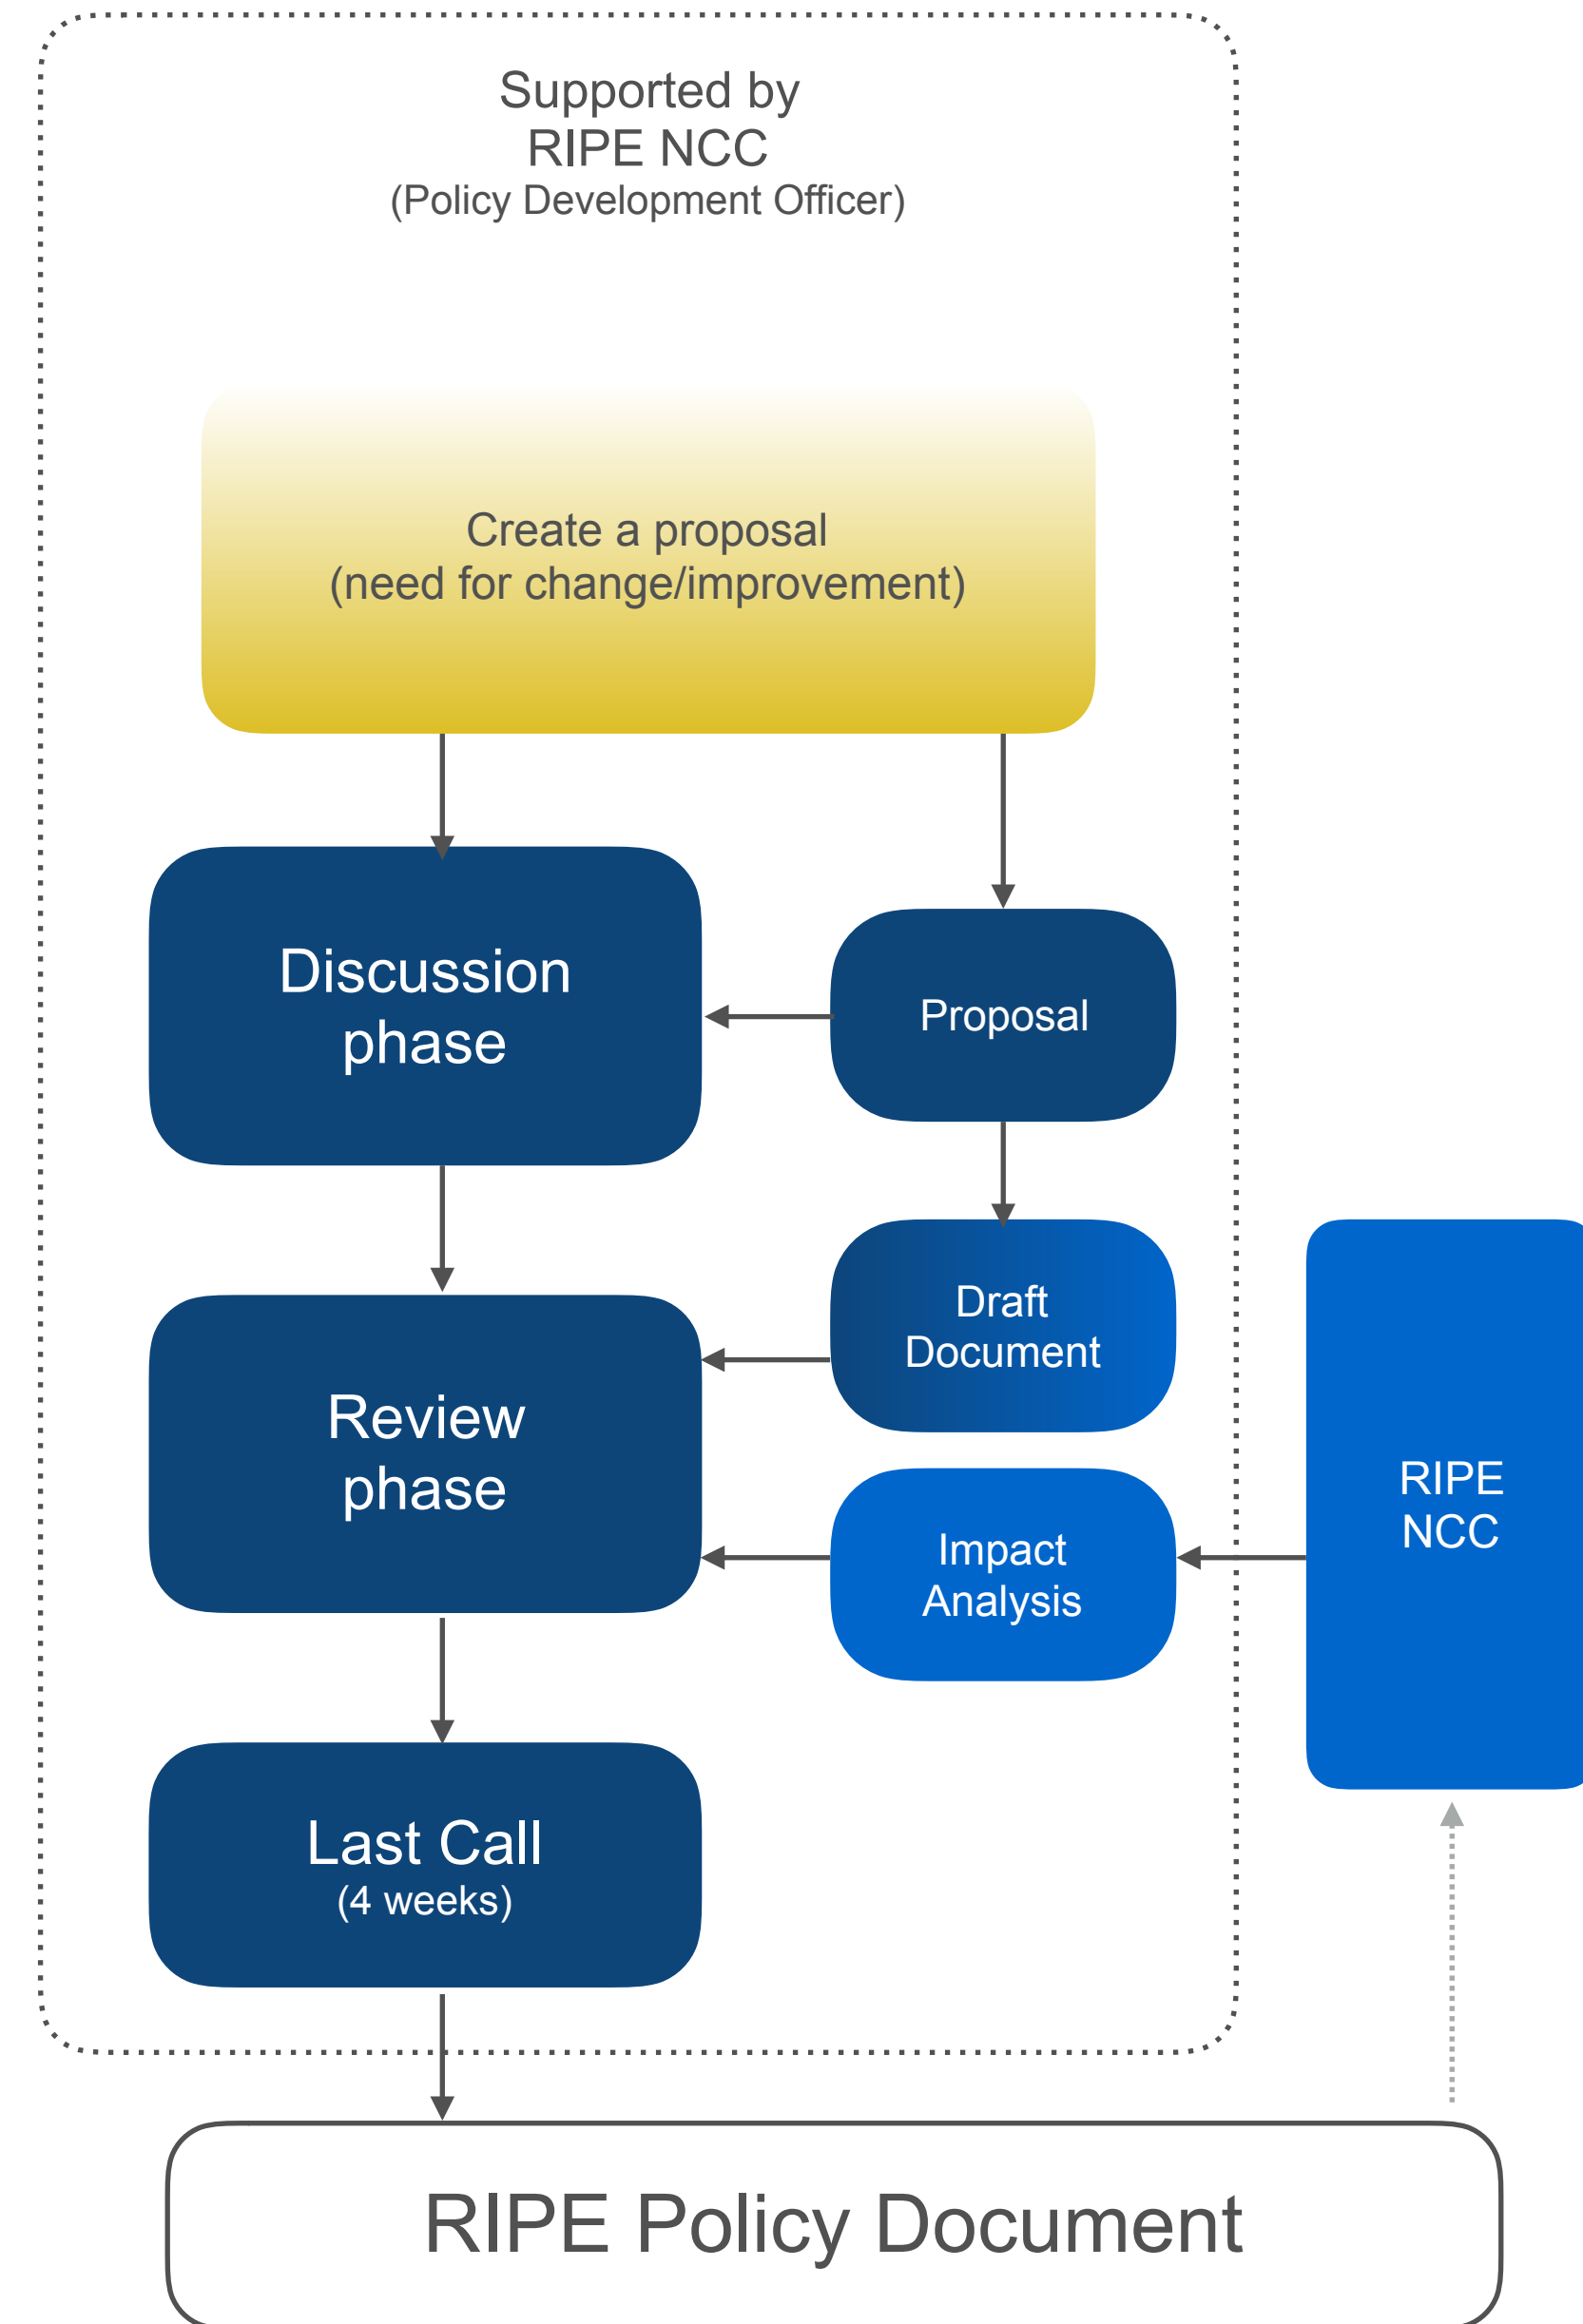 Supported by
RIPE NCC
(Policy Development Officer)
Create a proposal
(need for change/improvement)
Discussion
phase
Proposal
Draft
Document
Review
phase
Impact
Analysis
RIPE
NCC
Last Call
(4 weeks)
RIPE Policy Document